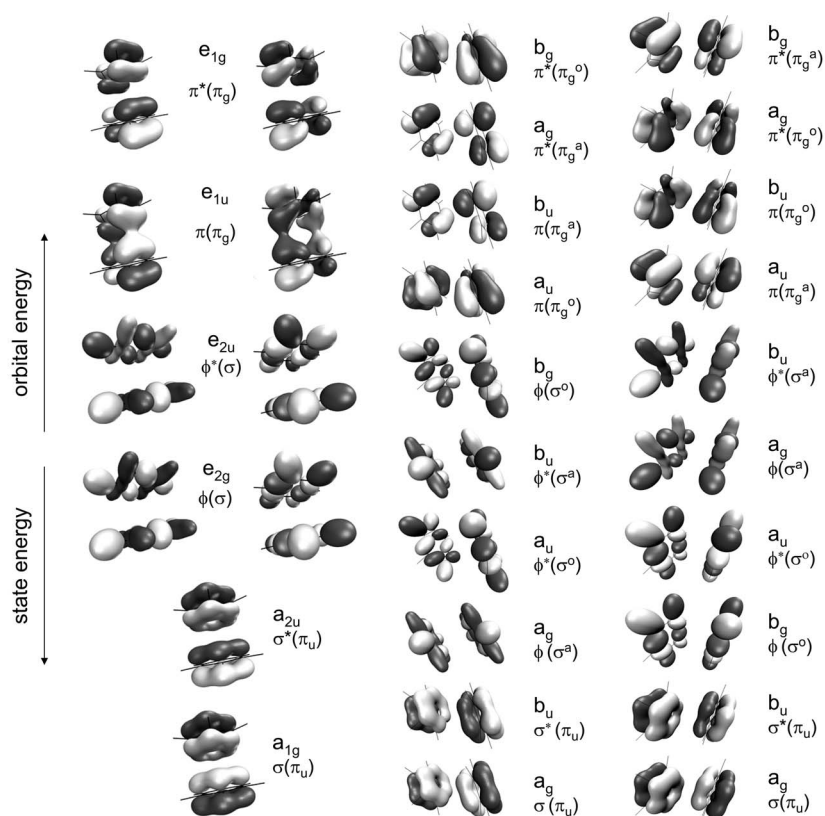 e₁g
π*(πg)
e₁u
π(πg)
e₂u
ϕ*(σ)
e₂g
ϕ(σ)
a₂u
σ*(πu)
a₁g
σ(πu)
orbital energy
state energy
bg
π*(πgᵒ)
ag
π*(πgᵃ)
bu
π(πgᵃ)
au
π(πgᵒ)
bg
ϕ(σᵒ)
bu
ϕ*(σᵃ)
au
ϕ*(σᵒ)
ag
ϕ(σᵃ)
bu
σ*(πu)
ag
σ(πu)
bg
π*(πgᵃ)
ag
π*(πgᵒ)
bu
π(πgᵒ)
au
π(πgᵃ)
bu
ϕ*(σᵃ)
ag
ϕ(σᵃ)
au
ϕ*(σᵒ)
bg
ϕ(σᵒ)
bu
σ*(πu)
ag
σ(πu)